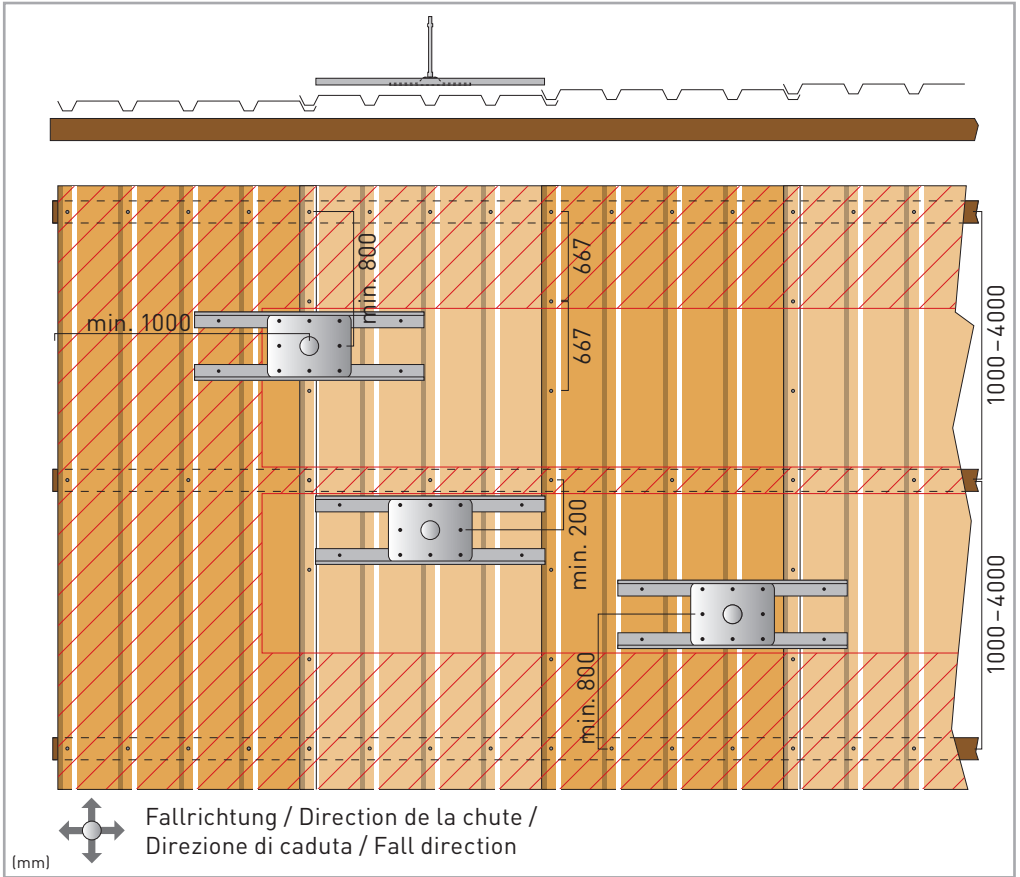 min. 800
667
min. 1000
667
1000 – 4000
min. 200
min. 800
1000 – 4000
Fallrichtung / Direction de la chute /
Direzione di caduta / Fall direction
(mm)